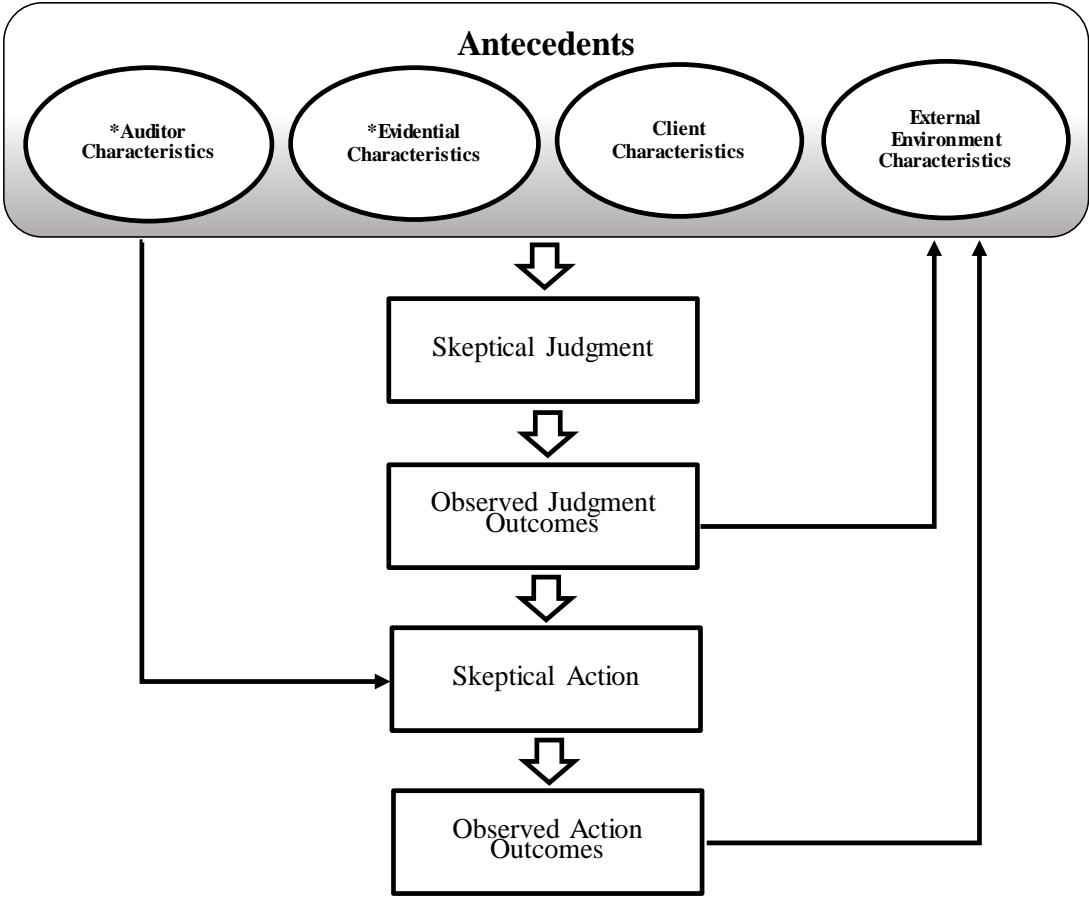 Antecedents
*Auditor
Characteristics
*Evidential
Characteristics
Client
Characteristics
External
Environment
Characteristics
Skeptical Judgment
Observed Judgment
Outcomes
Skeptical Action
Observed Action
Outcomes